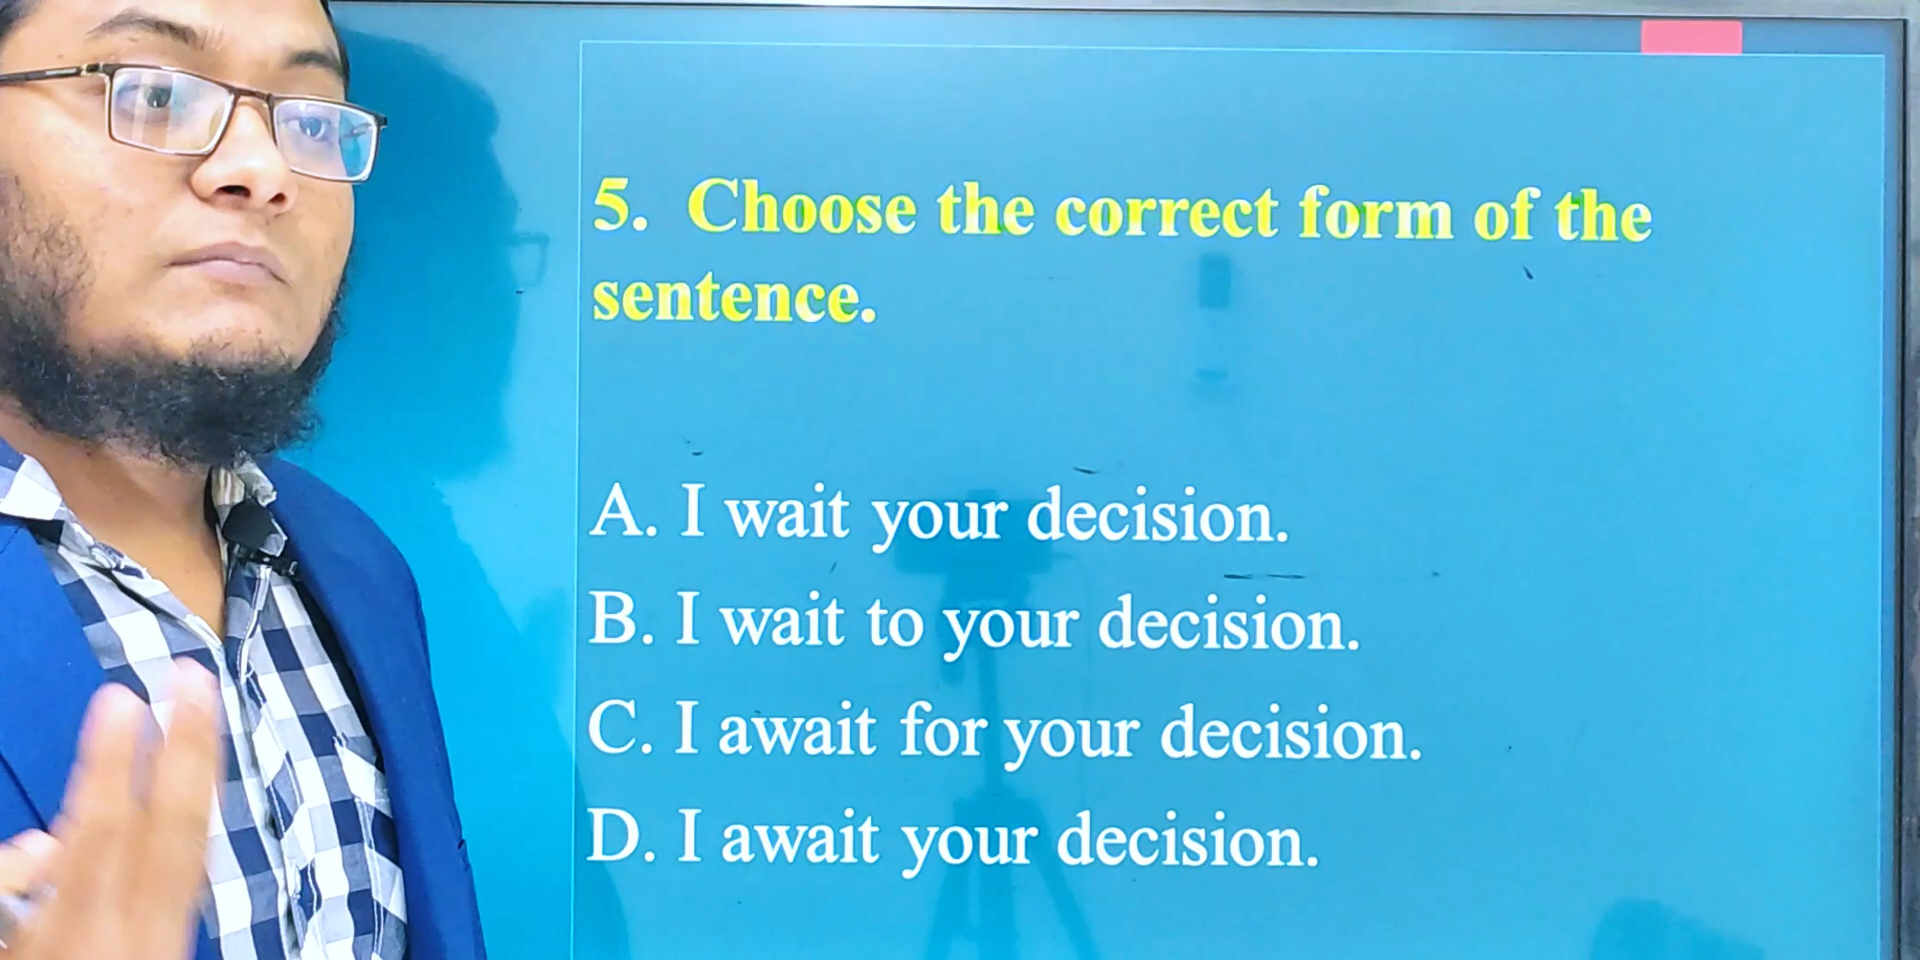 5. Choose the correct form of the
sentence.
A. I wait your decision.
B. I wait to your decision.
C. I await for your decision.
D. I await your decision.